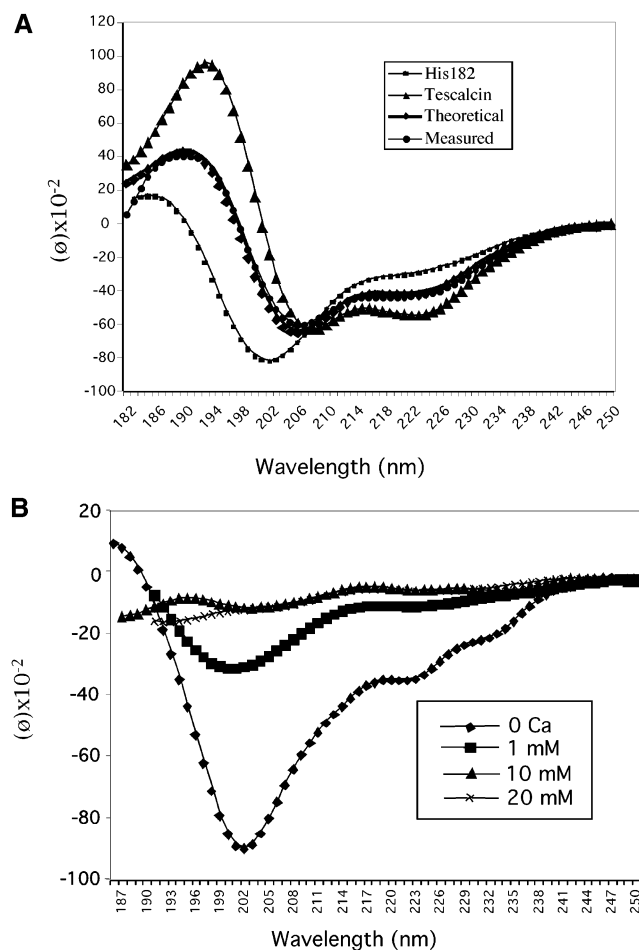 A
120
100
80
60
40
20
0
-20
-40
-60
-80
-100
(ø)x10-2
His182
Tescalcin
Theoretical
Measured
182 186 190 194 198 202 206 210 214 218 222 226 230 234 238 242 246 250
Wavelength (nm)
B
20
0
-20
-40
-60
-80
-100
(ø)x10-2
0 Ca
1 mM
10 mM
20 mM
187 190 193 196 199 202 205 208 211 214 217 220 223 226 229 232 235 238 241 244 247 250
Wavelength (nm)